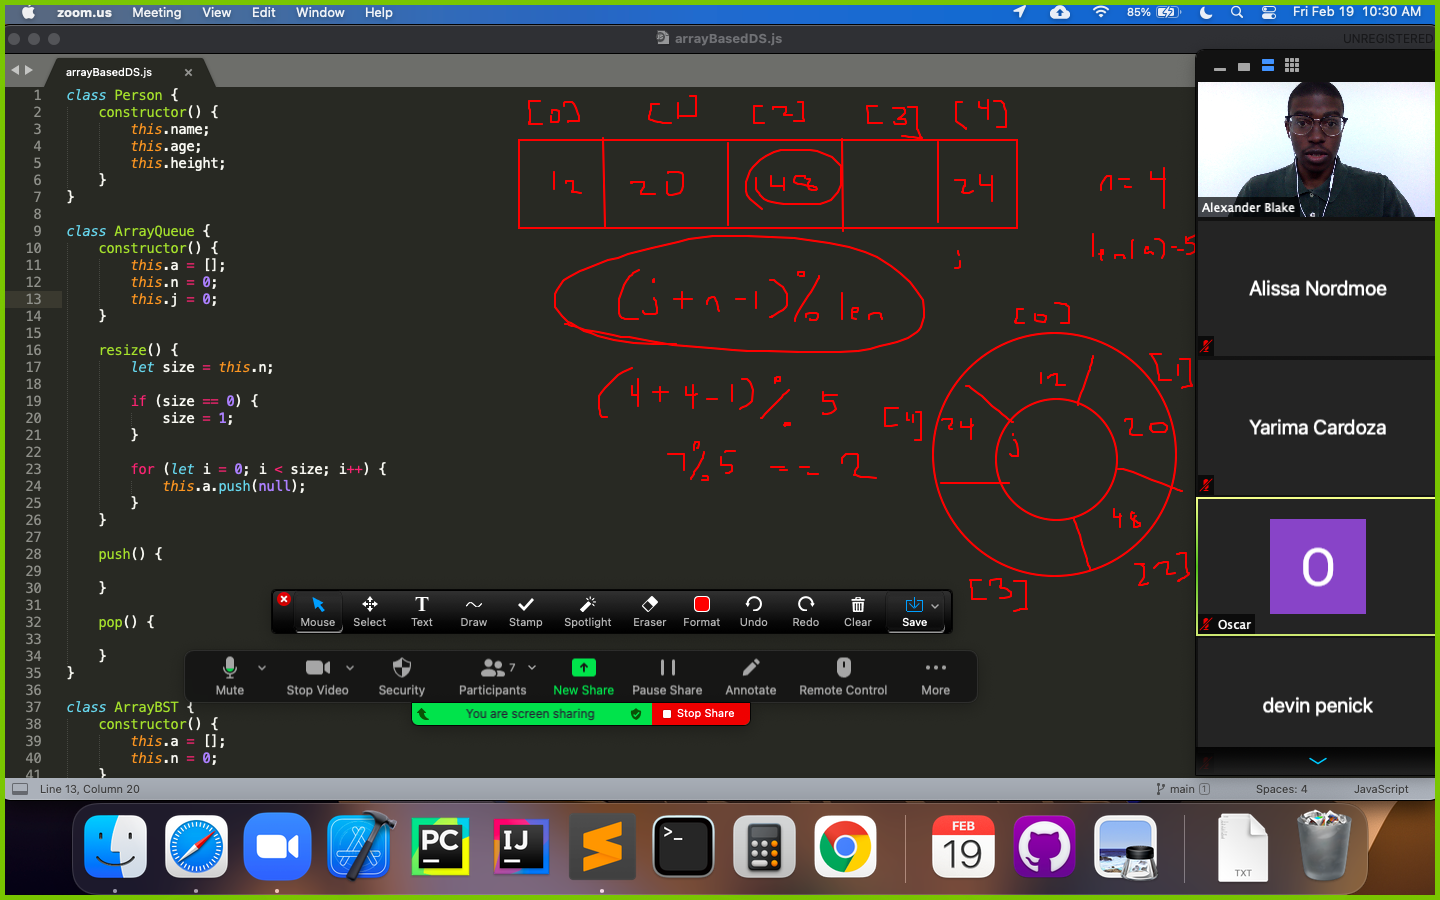 zoom.us Meeting View Edit Window Help
85% Fri Feb 19 10:30 AM
arrayBasedDS.js
UNREGISTERED
arrayBasedDS.js
1 class Person {
2 constructor() {
3 this.name;
4 this.age;
5 this.height;
6 }
7 }
8
9 class ArrayQueue {
10 constructor() {
11 this.a = [];
12 this.n = 0;
13 this.j = 0;
14 }
15
16 resize() {
17 let size = this.n;
18
19 if (size == 0) {
20 size = 1;
21 }
22
23 for (let i = 0; i < size; i++) {
24 this.a.push(null);
25 }
26 }
27
28 push() {
29
30 }
31
32 pop() {
33
34 }
35 }
36
37 class ArrayBST {
38 constructor() {
39 this.a = [];
40 this.n = 0;
41 }
[0] [1] [2] [3] [4]
12 20 48 24
n = 4
len(a) = 5
j
(j + n - 1) % len
(4 + 4 - 1) % 5
7 % 5 == 2
[0]
[1]
12
[4] 24 20
j
48
[3]
[2]
Alexander Blake
Alissa Nordmoe
Yarima Cardoza
O
Oscar
devin penick
Mouse Select Text Draw Stamp Spotlight Eraser Format Undo Redo Clear Save
7
Mute Stop Video Security Participants New Share Pause Share Annotate Remote Control More
You are screen sharing Stop Share
Line 13, Column 20
main 1 Spaces: 4 JavaScript
PC
IJ
>_
FEB
19
TXT